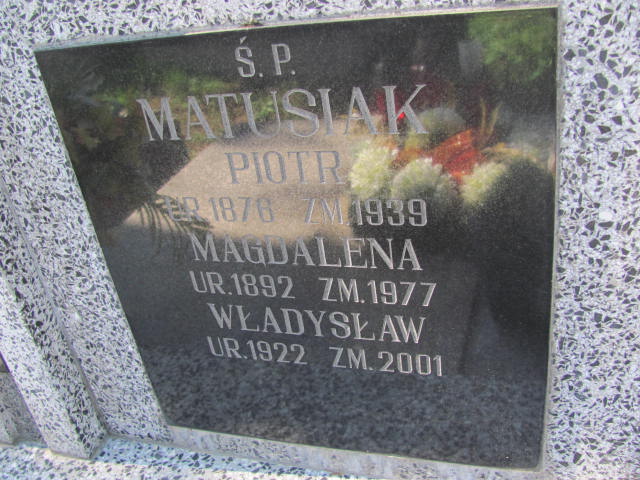 Ś.P.
MATUSIAK
PIOTR
UR.1876 ZM.1939
MAGDALENA
UR.1892 ZM.1977
WŁADYSŁAW
UR.1922 ZM.2001